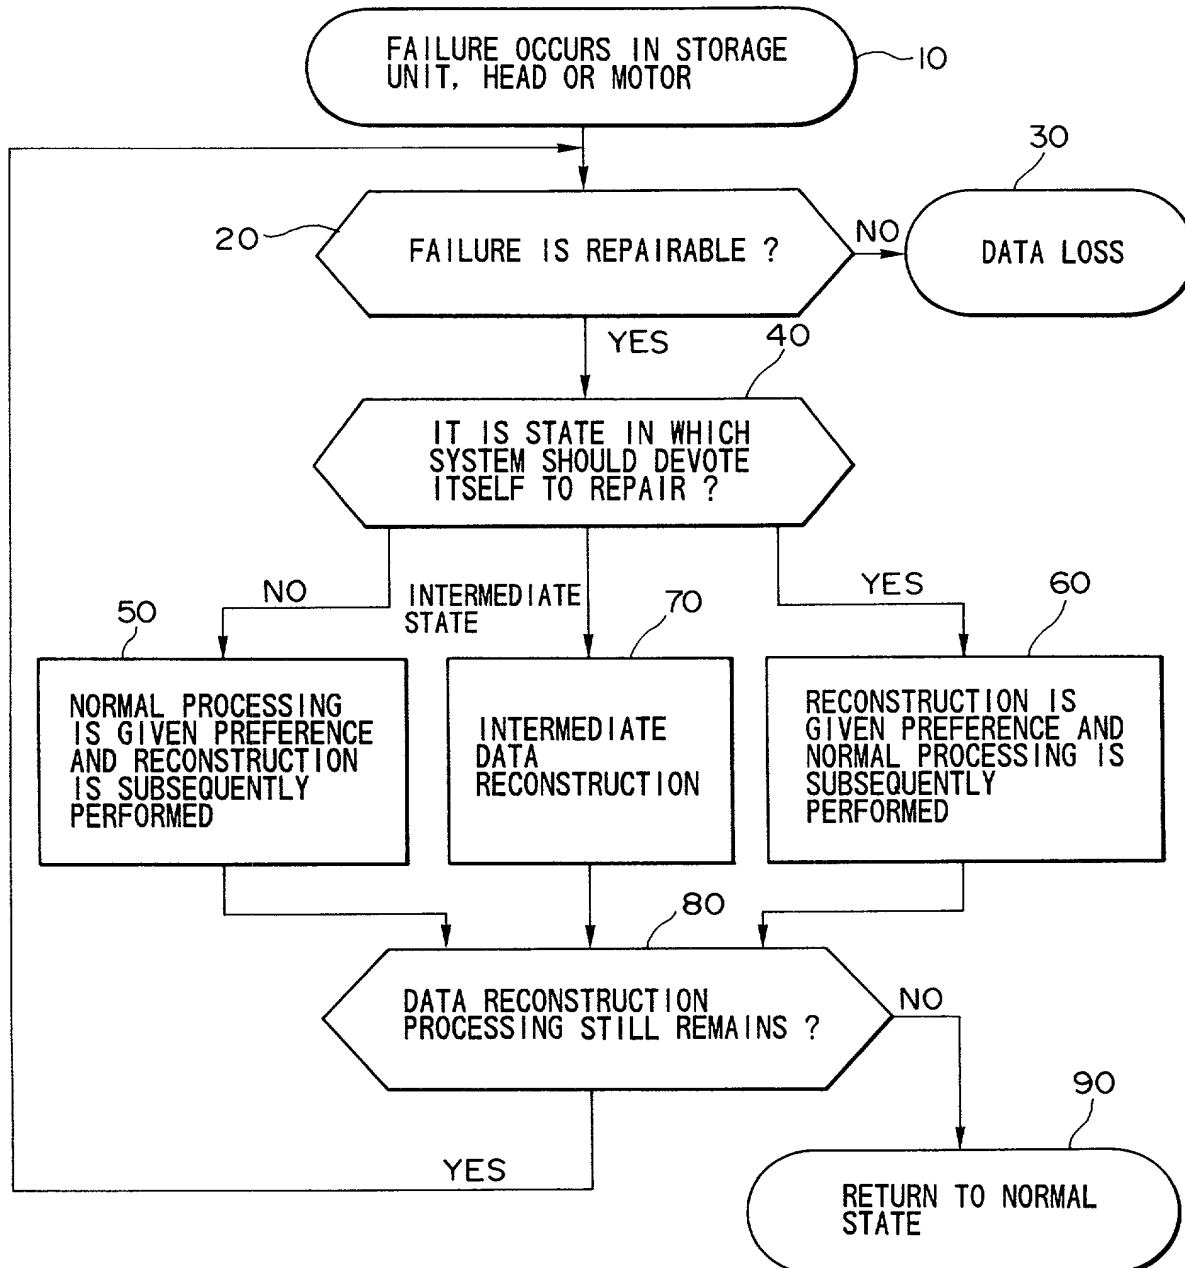 FAILURE OCCURS IN STORAGE
UNIT, HEAD OR MOTOR
10
30
20
FAILURE IS REPAIRABLE ?
NO
DATA LOSS
YES
40
IT IS STATE IN WHICH
SYSTEM SHOULD DEVOTE
ITSELF TO REPAIR ?
NO
INTERMEDIATE
STATE
YES
50
70
60
NORMAL PROCESSING
IS GIVEN PREFERENCE
AND RECONSTRUCTION
IS SUBSEQUENTLY
PERFORMED
INTERMEDIATE
DATA
RECONSTRUCTION
RECONSTRUCTION IS
GIVEN PREFERENCE AND
NORMAL PROCESSING IS
SUBSEQUENTLY
PERFORMED
80
DATA RECONSTRUCTION
PROCESSING STILL REMAINS ?
NO
YES
90
RETURN TO NORMAL
STATE